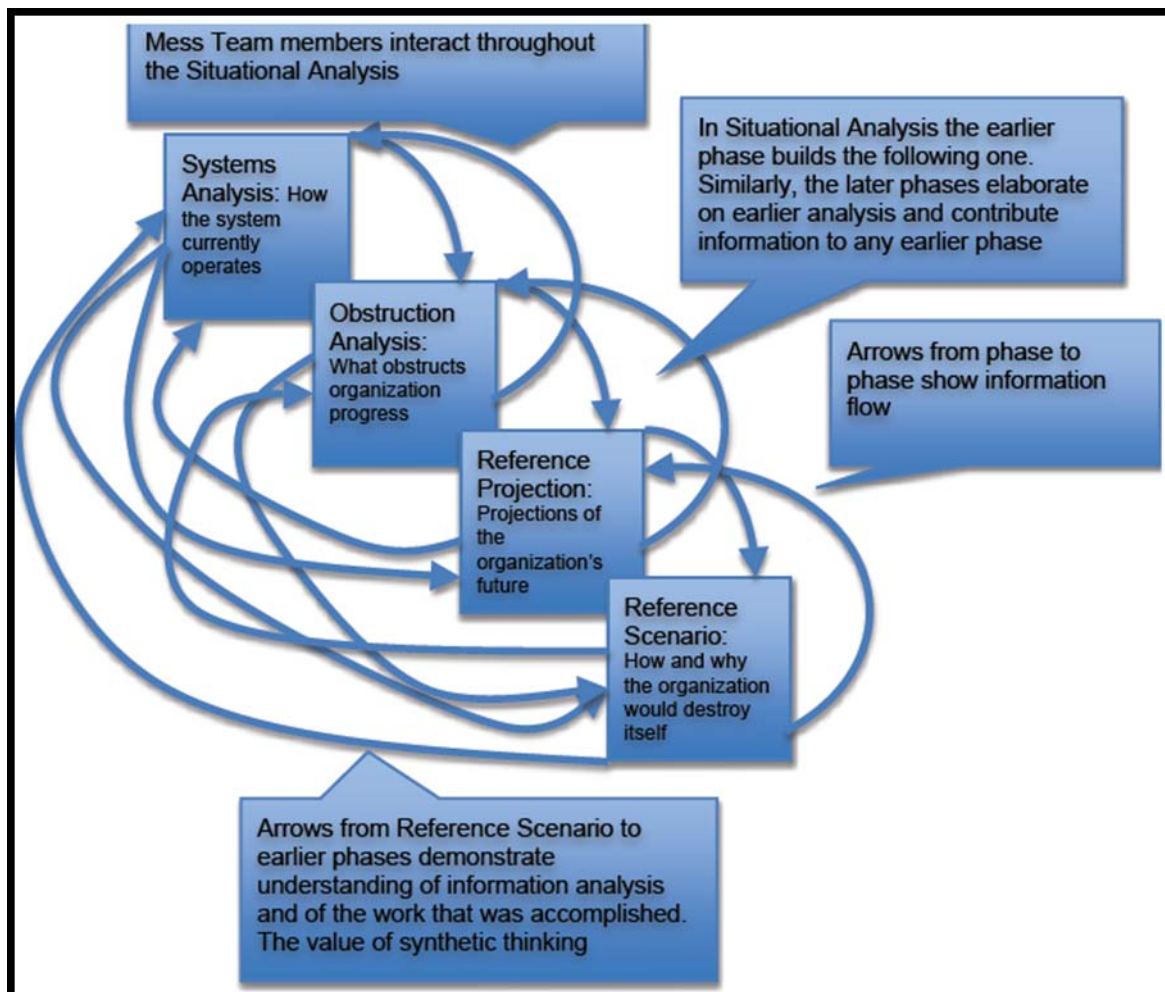 Mess Team members interact throughout
the Situational Analysis
Systems
Analysis: How
the system
currently
operates
In Situational Analysis the earlier
phase builds the following one.
Similarly, the later phases elaborate
on earlier analysis and contribute
information to any earlier phase
Obstruction
Analysis:
What obstructs
organization
progress
Arrows from phase to
phase show information
flow
Reference
Projection:
Projections of
the
organization's
future
Reference
Scenario:
How and why
the organization
would destroy
itself
Arrows from Reference Scenario to
earlier phases demonstrate
understanding of information analysis
and of the work that was accomplished.
The value of synthetic thinking